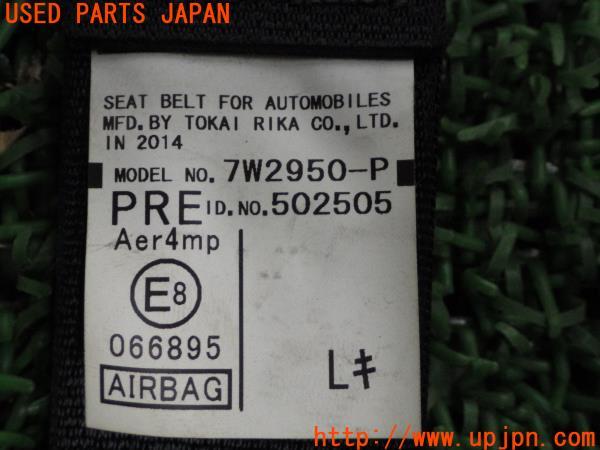 USED PARTS JAPAN
SEAT BELT FOR AUTOMOBILES
MFD. BY TOKAI RIKA CO., LTD.
IN 2014
MODEL NO. 7W2950-P
PRE ID.NO.502505
Aer4mp
E8
066895
AIRBAG
Lキ
http://www.upjpn.com/